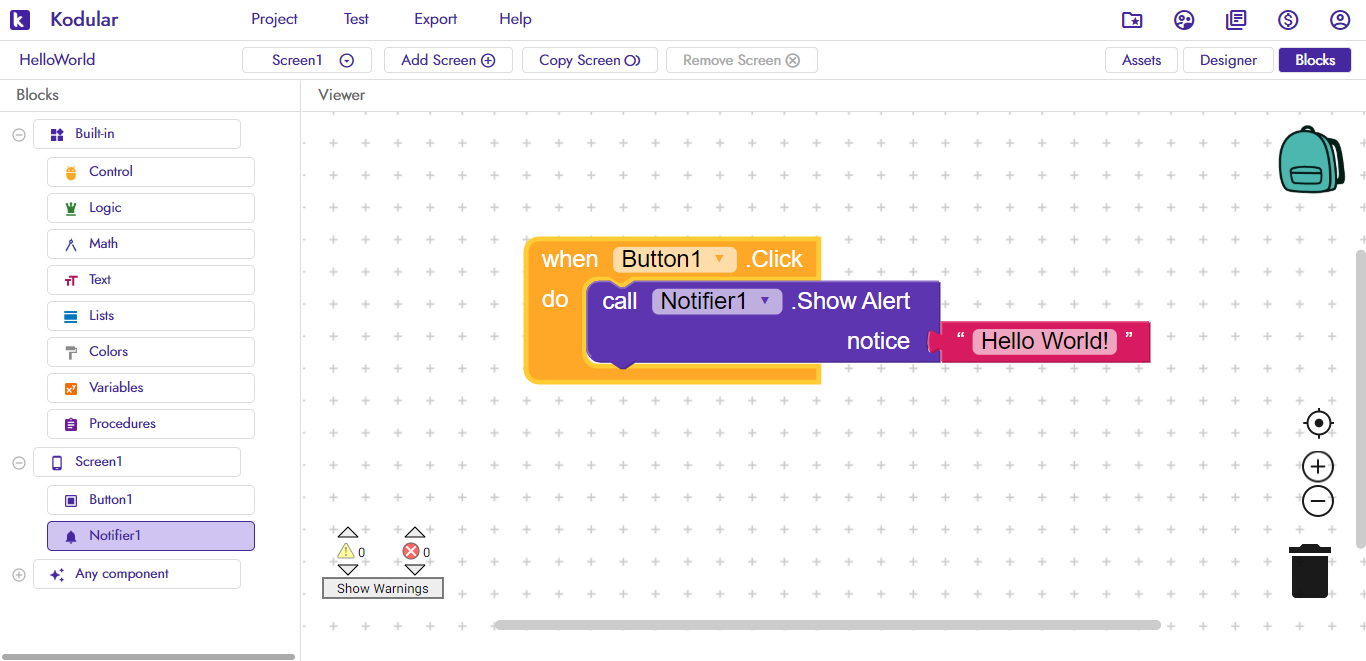 Kodular Project Test Export Help
HelloWorld Screen1 Add Screen Copy Screen Remove Screen Assets Designer Blocks
Blocks Viewer
Built-in
Control
Logic
Math
Text
Lists
Colors
Variables
Procedures
Screen1
Button1
Notifier1
Any component
when Button1 .Click
do call Notifier1 .Show Alert
notice “ Hello World! ”
0 0
Show Warnings